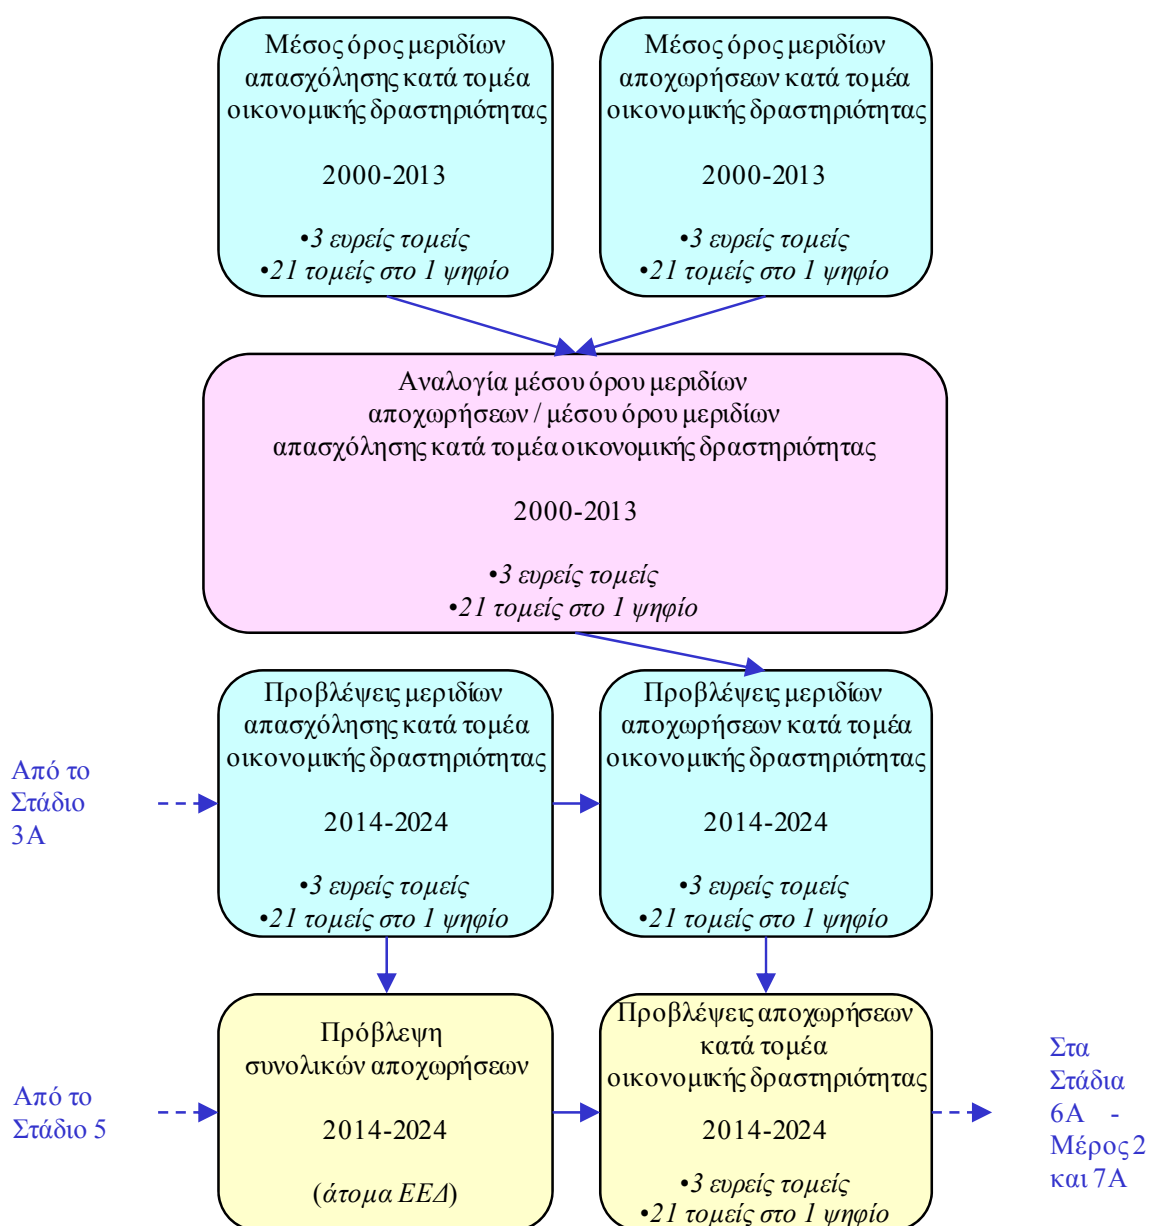 Μέσος όρος μεριδίων
απασχόλησης κατά τομέα
οικονομικής δραστηριότητας
2000-2013
•3 ευρείς τομείς
•21 τομείς στο 1 ψηφίο
Μέσος όρος μεριδίων
αποχωρήσεων κατά τομέα
οικονομικής δραστηριότητας
2000-2013
•3 ευρείς τομείς
•21 τομείς στο 1 ψηφίο
Αναλογία μέσου όρου μεριδίων
αποχωρήσεων / μέσου όρου μεριδίων
απασχόλησης κατά τομέα οικονομικής δραστηριότητας
2000-2013
•3 ευρείς τομείς
•21 τομείς στο 1 ψηφίο
Από το
Στάδιο
3Α
Προβλέψεις μεριδίων
απασχόλησης κατά τομέα
οικονομικής δραστηριότητας
2014-2024
•3 ευρείς τομείς
•21 τομείς στο 1 ψηφίο
Προβλέψεις μεριδίων
αποχωρήσεων κατά τομέα
οικονομικής δραστηριότητας
2014-2024
•3 ευρείς τομείς
•21 τομείς στο 1 ψηφίο
Από το
Στάδιο 5
Πρόβλεψη
συνολικών αποχωρήσεων
2014-2024
(άτομα ΕΕΔ)
Προβλέψεις αποχωρήσεων
κατά τομέα
οικονομικής δραστηριότητας
2014-2024
•3 ευρείς τομείς
•21 τομείς στο 1 ψηφίο
Στα
Στάδια
6Α -
Μέρος 2
και 7Α